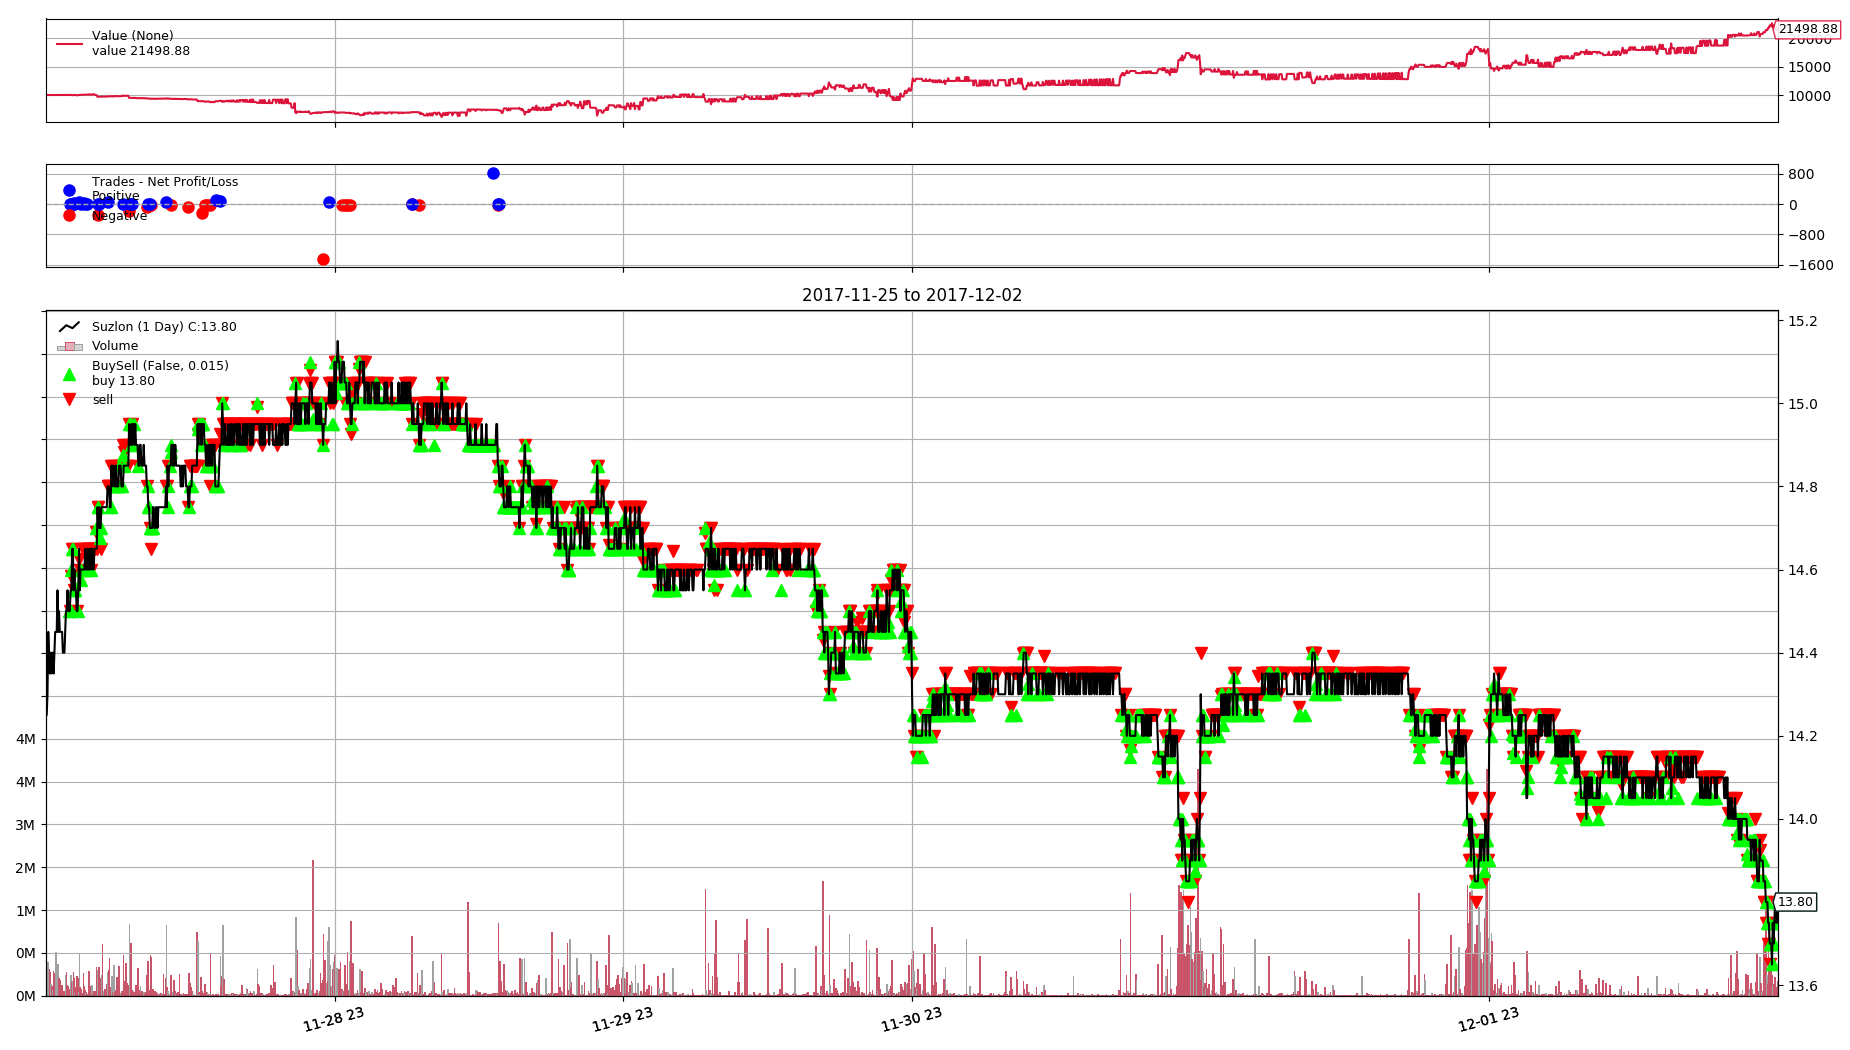 Value (None)
value 21498.88
21498.88
20000
15000
10000
Trades - Net Profit/Loss
Positive
Negative
800
0
−800
−1600
2017-11-25 to 2017-12-02
Suzlon (1 Day) C:13.80
Volume
BuySell (False, 0.015)
buy 13.80
sell
15.2
15.0
14.8
14.6
14.4
14.2
14.0
13.80
13.6
4M
4M
3M
2M
1M
0M
0M
11-28 23
11-29 23
11-30 23
12-01 23